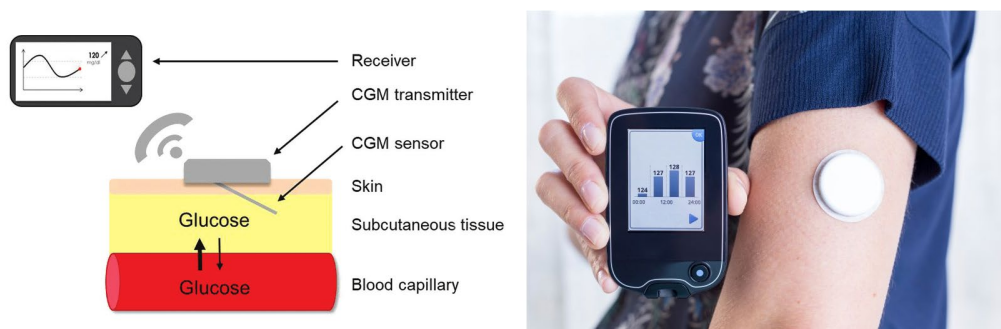 120
mg/dl
Receiver
CGM transmitter
CGM sensor
Skin
Glucose
Subcutaneous tissue
Glucose
Blood capillary
OK
124 127 128 127
00:00 12:00 24:00